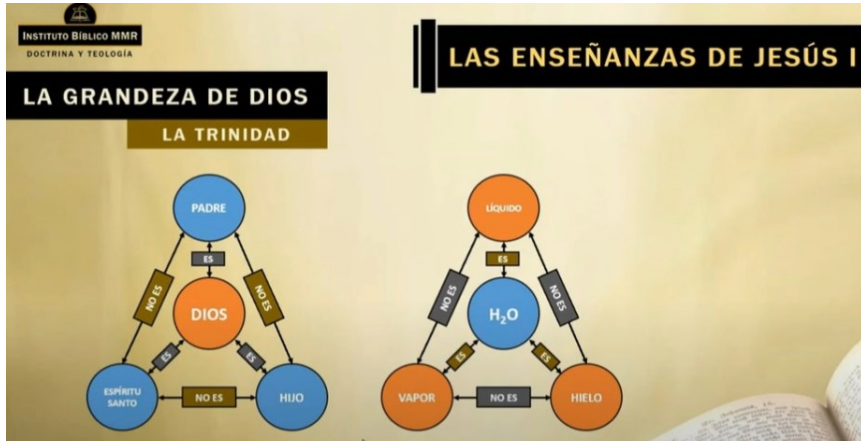 INSTITUTO BÍBLICO MMR
DOCTRINA Y TEOLOGÍA
LA GRANDEZA DE DIOS
LA TRINIDAD
LAS ENSEÑANZAS DE JESÚS I
PADRE
ES
NO ES
NO ES
DIOS
ES
ES
ESPÍRITU
SANTO
NO ES
HIJO
LÍQUIDO
ES
NO ES
NO ES
H₂O
ES
ES
VAPOR
NO ES
HIELO